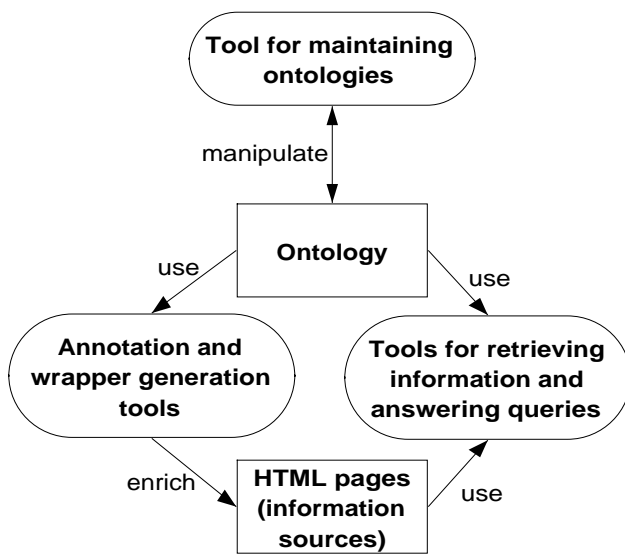 Tool for maintaining
ontologies
manipulate
Ontology
use
use
Annotation and
wrapper generation
tools
Tools for retrieving
information and
answering queries
enrich
HTML pages
(information
sources)
use